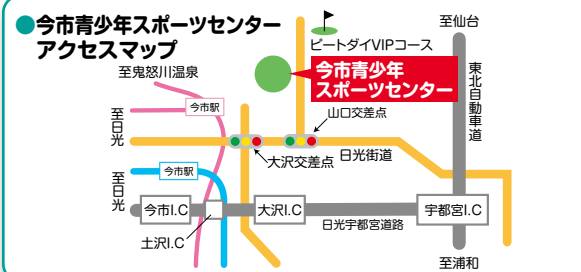 ●今市青少年スポーツセンター
アクセスマップ
至仙台
ピートダイVIPコース
至鬼怒川温泉
今市青少年
スポーツセンター
東北自動車道
今市駅
山口交差点
至日光
大沢交差点
日光街道
今市駅
至日光
今市I.C
大沢I.C
宇都宮I.C
日光宇都宮道路
土沢I.C
至浦和